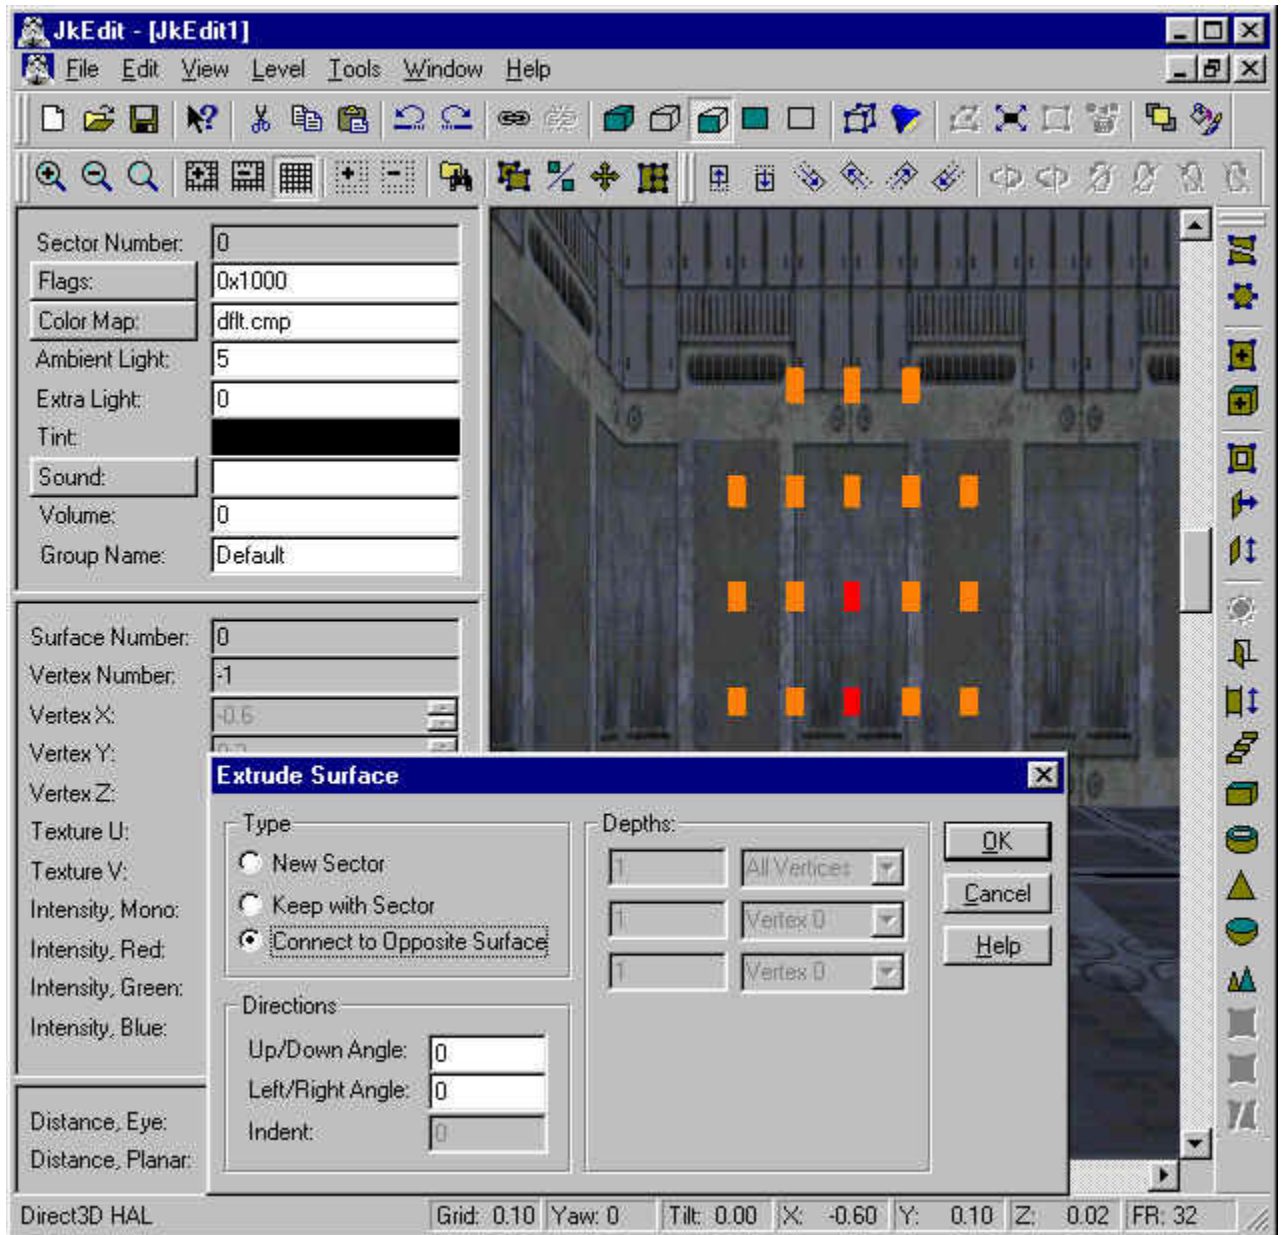 JkEdit - [JkEdit1]
File Edit View Level Tools Window Help
Sector Number: 0
Flags: 0x1000
Color Map: dflt.cmp
Ambient Light: 5
Extra Light: 0
Tint:
Sound:
Volume: 0
Group Name: Default
Surface Number: 0
Vertex Number: -1
Vertex X: -0.6
Vertex Y:
Vertex Z:
Texture U:
Texture V:
Intensity, Mono:
Intensity, Red:
Intensity, Green:
Intensity, Blue:
Distance, Eye:
Distance, Planar:
Extrude Surface
Type
New Sector
Keep with Sector
Connect to Opposite Surface
Directions
Up/Down Angle: 0
Left/Right Angle: 0
Indent: 0
Depths:
1 All Vertices
1 Vertex 0
1 Vertex 0
OK
Cancel
Help
Direct3D HAL Grid: 0.10 Yaw: 0 Tilt: 0.00 X: -0.60 Y: 0.10 Z: 0.02 FR: 32